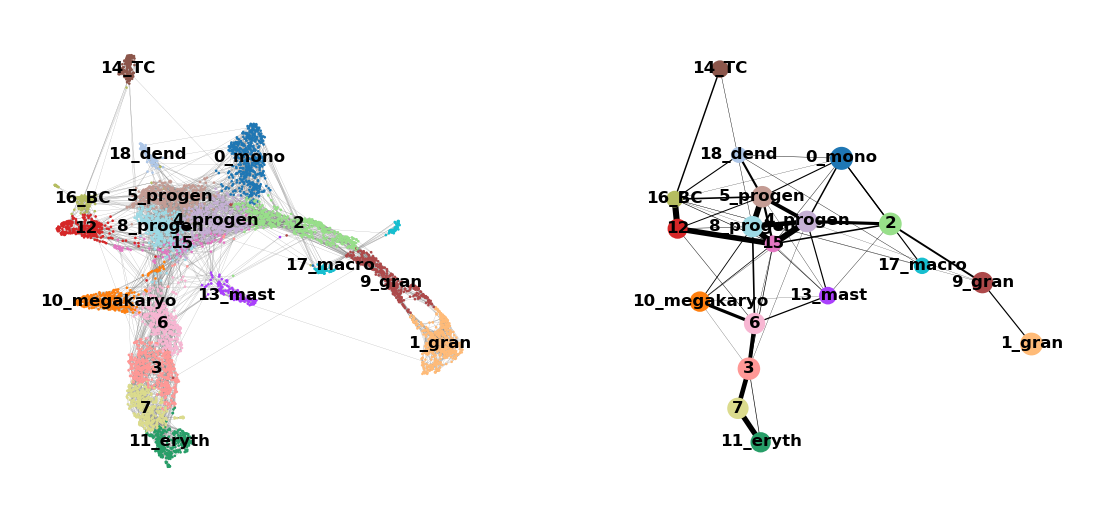 14_TC
18_dend
0_mono
16_BC
5_progen
12
8_progen
4_progen
2
15
17_macro
9_gran
10_megakaryo
13_mast
6
1_gran
3
7
11_eryth
14_TC
18_dend
0_mono
16_BC
5_progen
12
8_progen
4_progen
2
15
17_macro
9_gran
10_megakaryo
13_mast
6
1_gran
3
7
11_eryth